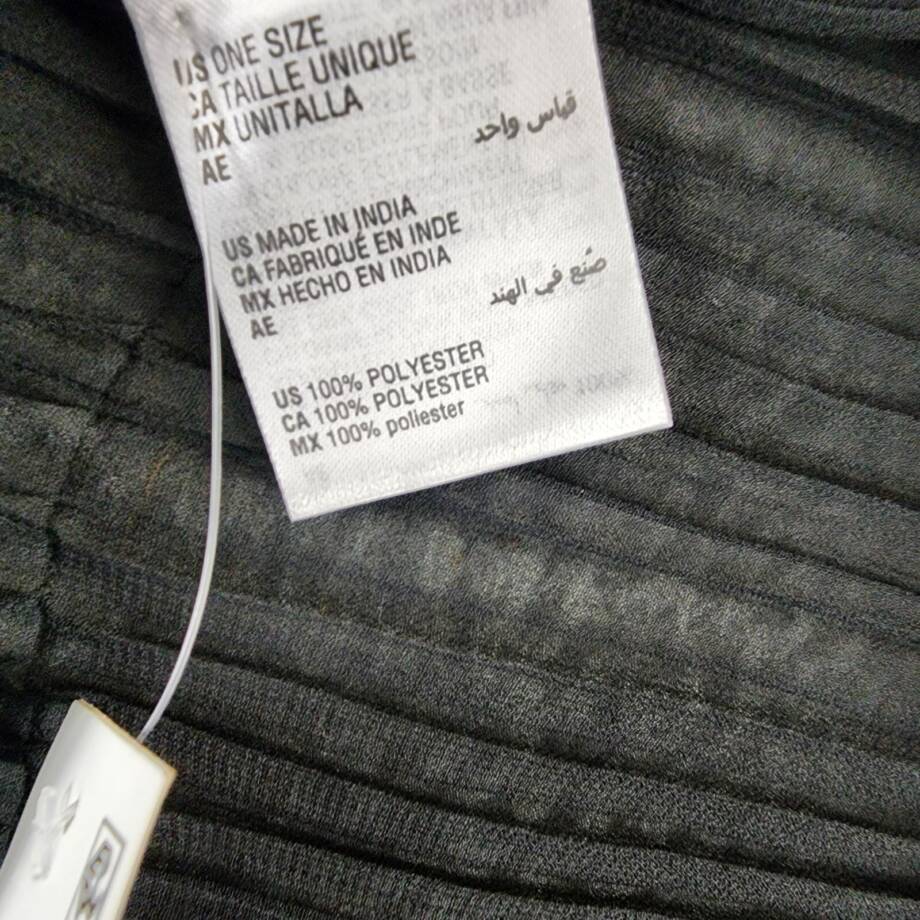 US ONE SIZE
CA TAILLE UNIQUE
MX UNITALLA
AE قياس واحد
US MADE IN INDIA
CA FABRIQUÉ EN INDE
MX HECHO EN INDIA
AE صُنع في الهند
US 100% POLYESTER
CA 100% POLYESTER
MX 100% poliester